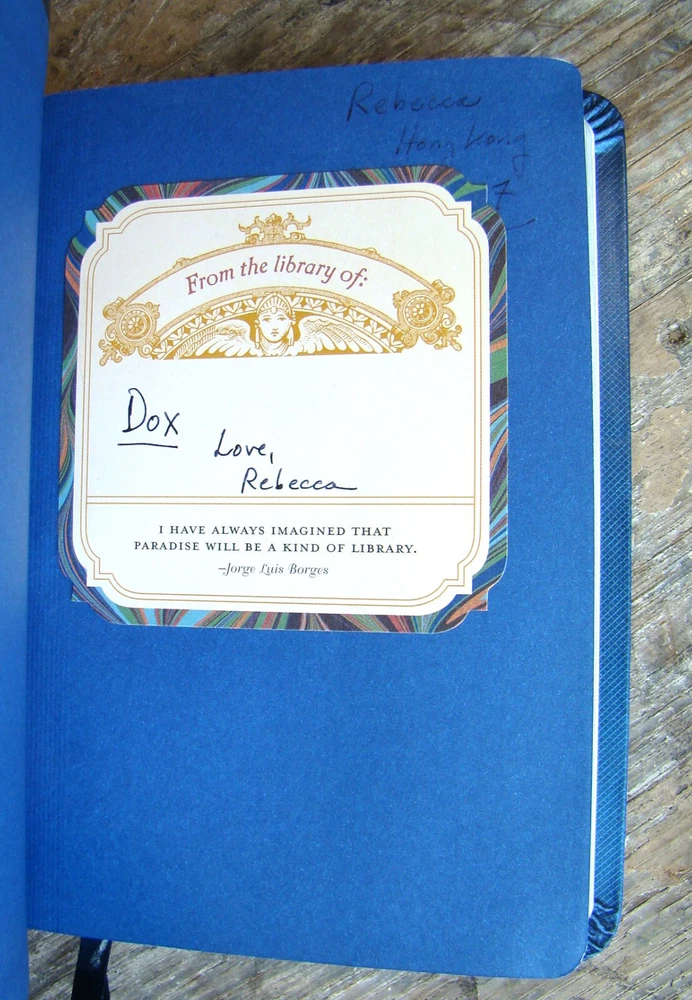 Rebecca
Hong Kong
7
From the library of:
Dox
Love,
Rebecca
I HAVE ALWAYS IMAGINED THAT
PARADISE WILL BE A KIND OF LIBRARY.
–Jorge Luis Borges